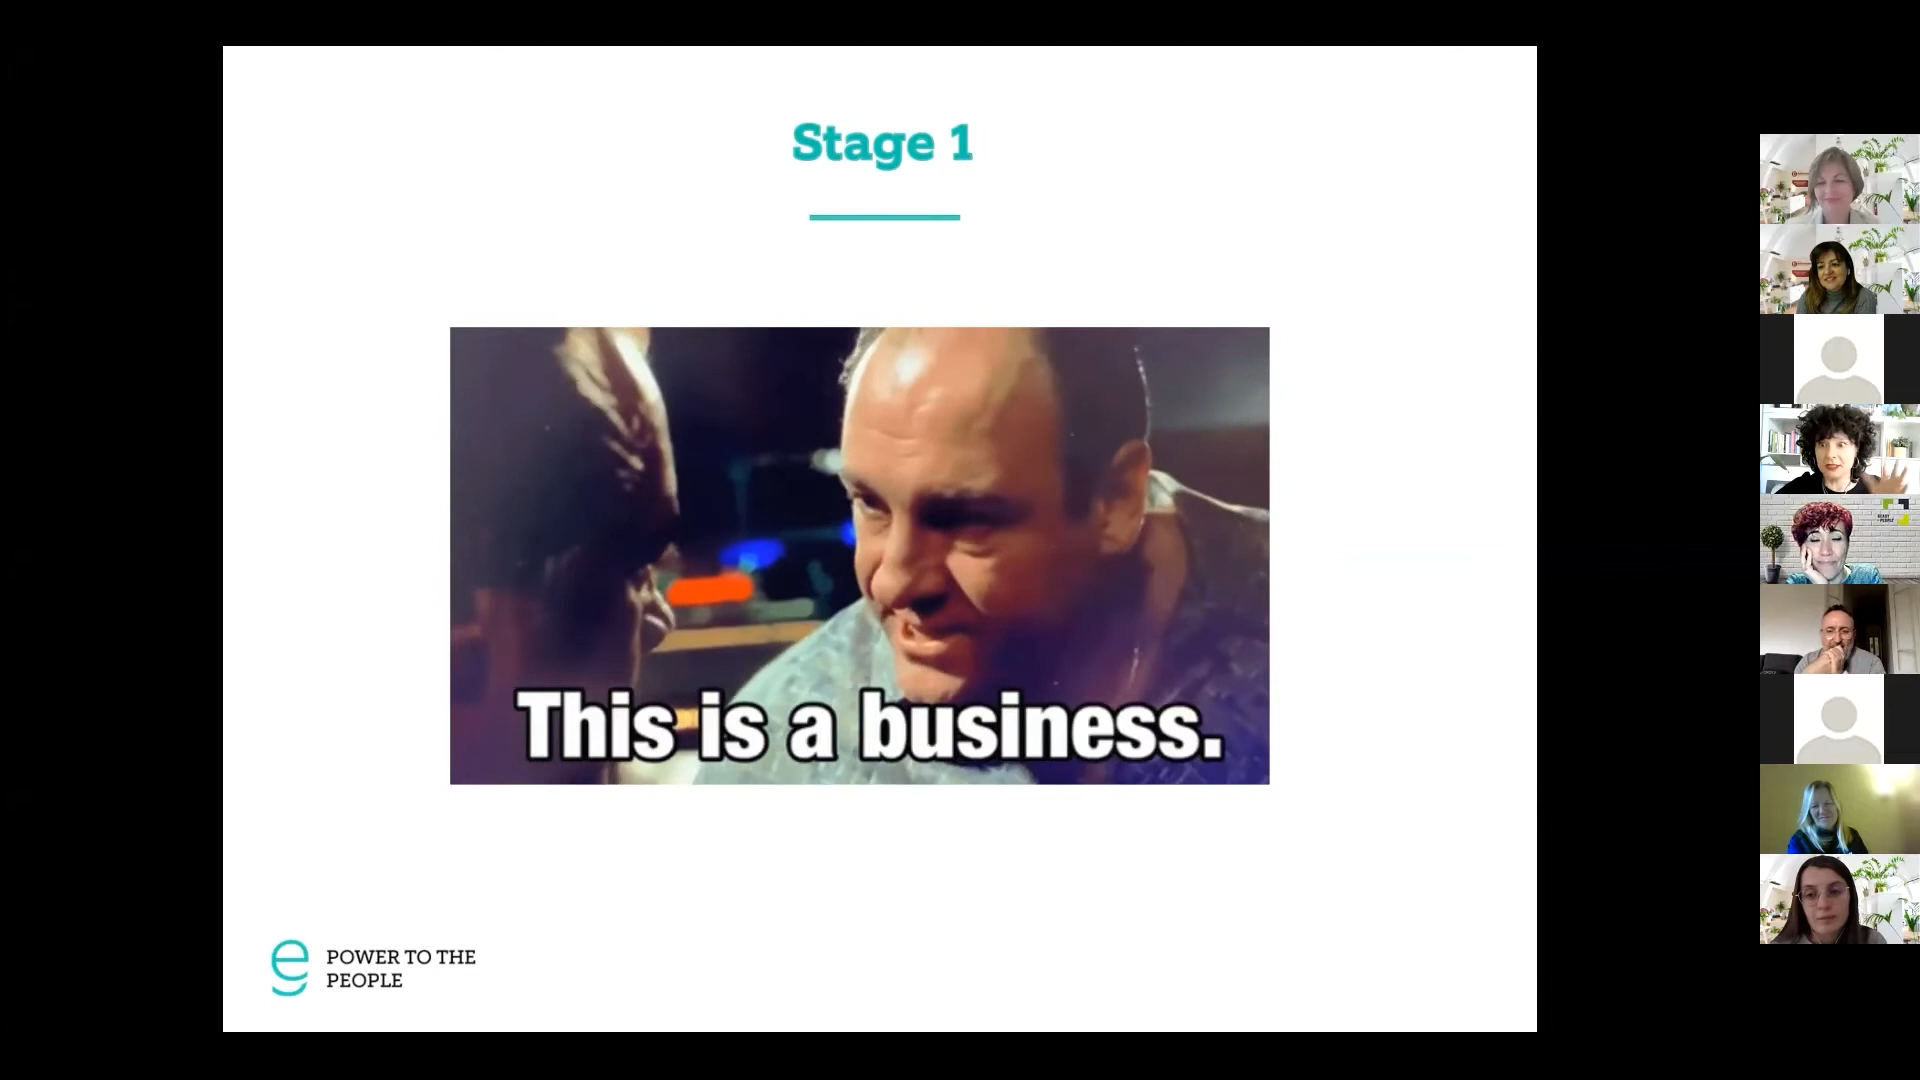 Stage 1
This is a business.
POWER TO THE
PEOPLE